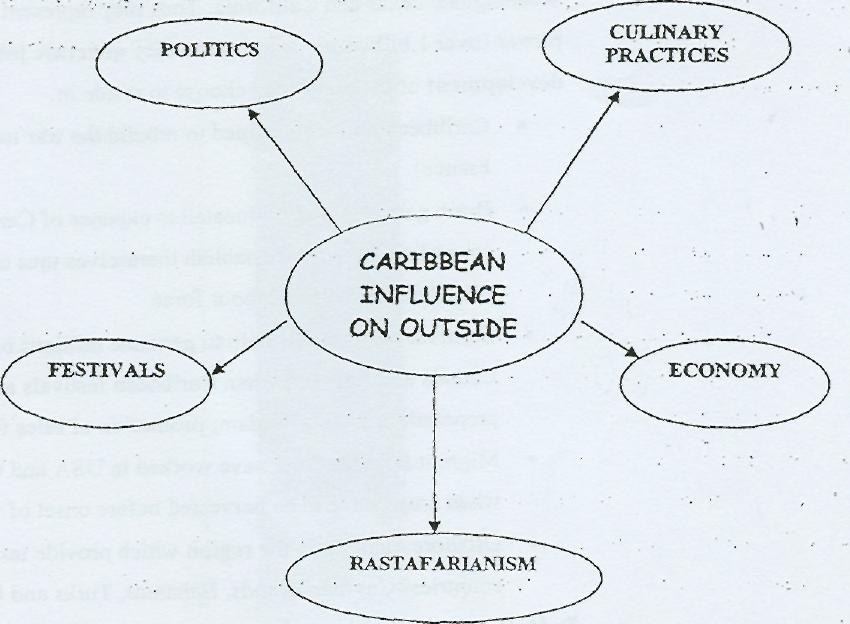 POLITICS
CULINARY
PRACTICES
CARIBBEAN
INFLUENCE
ON OUTSIDE
FESTIVALS
ECONOMY
RASTAFARIANISM